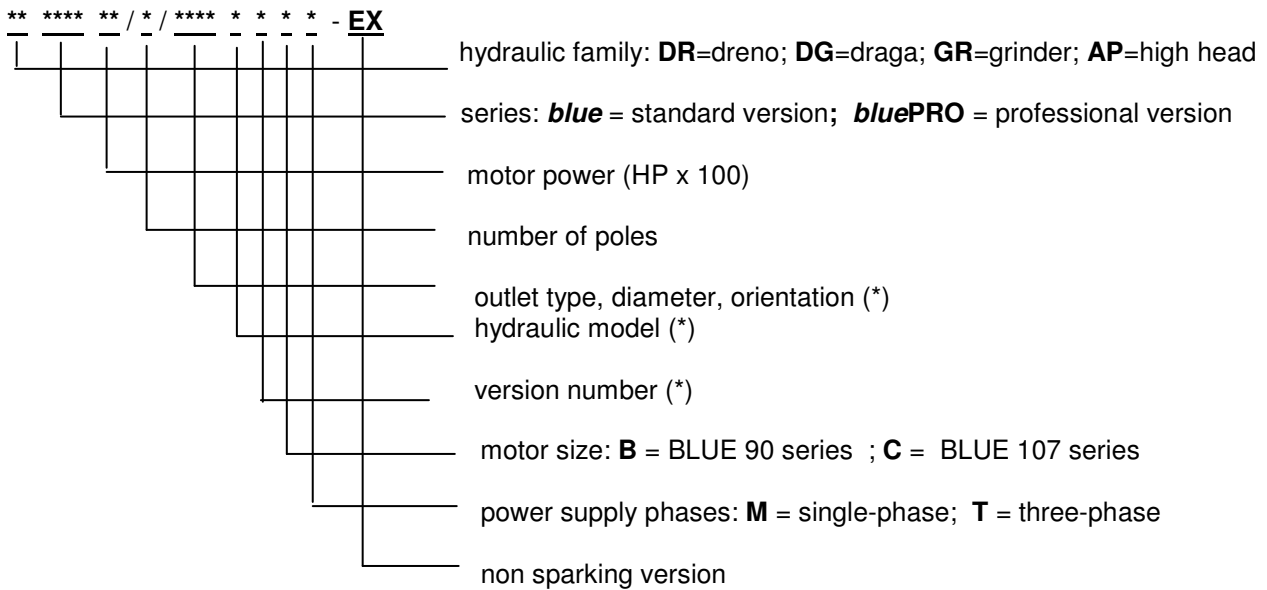 ** **** ** / * / **** * * * * - EX
hydraulic family: DR=dreno; DG=draga; GR=grinder; AP=high head
series: blue = standard version; bluePRO = professional version
motor power (HP x 100)
number of poles
outlet type, diameter, orientation (*)
hydraulic model (*)
version number (*)
motor size: B = BLUE 90 series ; C = BLUE 107 series
power supply phases: M = single-phase; T = three-phase
non sparking version